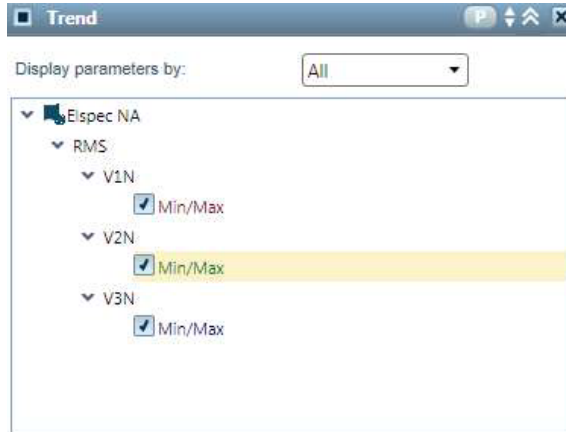 Trend P
Display parameters by: All
Elspec NA
RMS
V1N
Min/Max
V2N
Min/Max
V3N
Min/Max